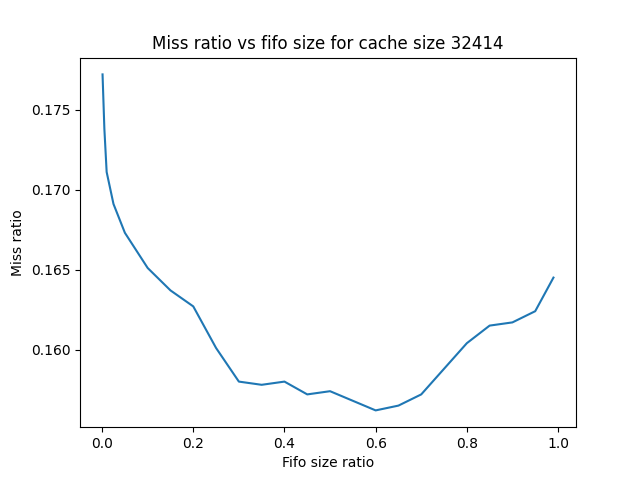 Miss ratio vs fifo size for cache size 32414
0.175
0.170
0.165
0.160
Miss ratio
0.0 0.2 0.4 0.6 0.8 1.0
Fifo size ratio